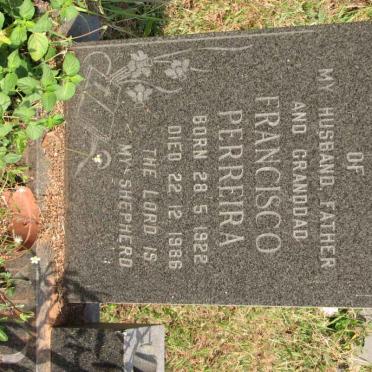 OF
MY HUSBAND, FATHER
AND GRANDDAD
FRANCISCO
PERREIRA
BORN 28.5.1922
DIED 22.12.1986
THE LORD IS
MY SHEPHERD